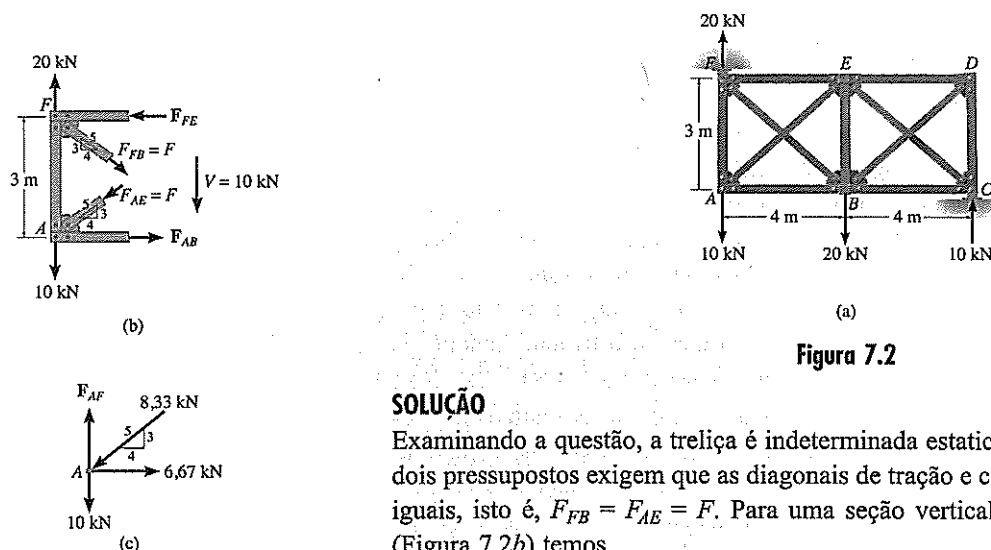 20 kN
F
F_FE
3
5
4
F_FB = F
3 m
V = 10 kN
F_AE = F
5
3
4
A
F_AB
10 kN
(b)
F_AF
8,33 kN
5
3
4
A
6,67 kN
10 kN
(c)
20 kN
F
E
D
3 m
A
B
C
4 m
4 m
10 kN
20 kN
10 kN
(a)
Figura 7.2
SOLUÇÃO
Examinando a questão, a treliça é indeterminada estatic
dois pressupostos exigem que as diagonais de tração e c
iguais, isto é, F_FB = F_AE = F. Para uma seção vertical
(Figura 7.2b) temos